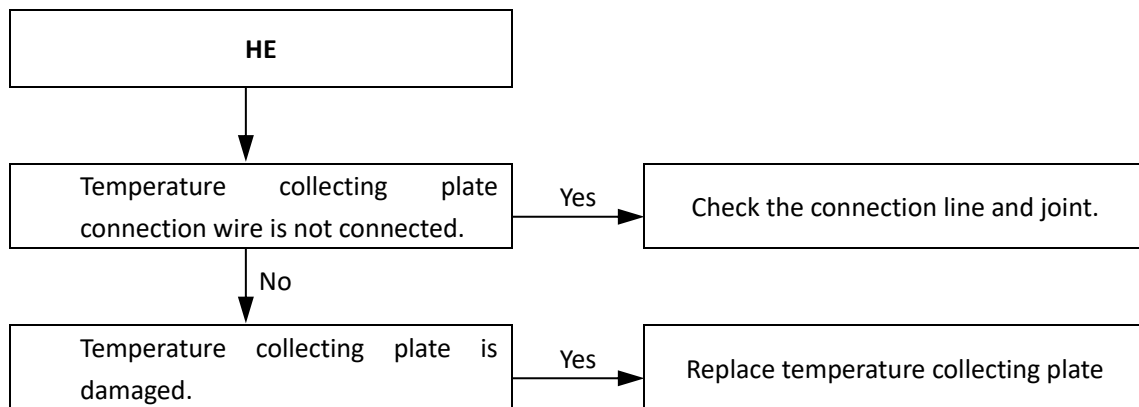 HE
Temperature collecting plate
connection wire is not connected.
Yes
Check the connection line and joint.
No
Temperature collecting plate is
damaged.
Yes
Replace temperature collecting plate